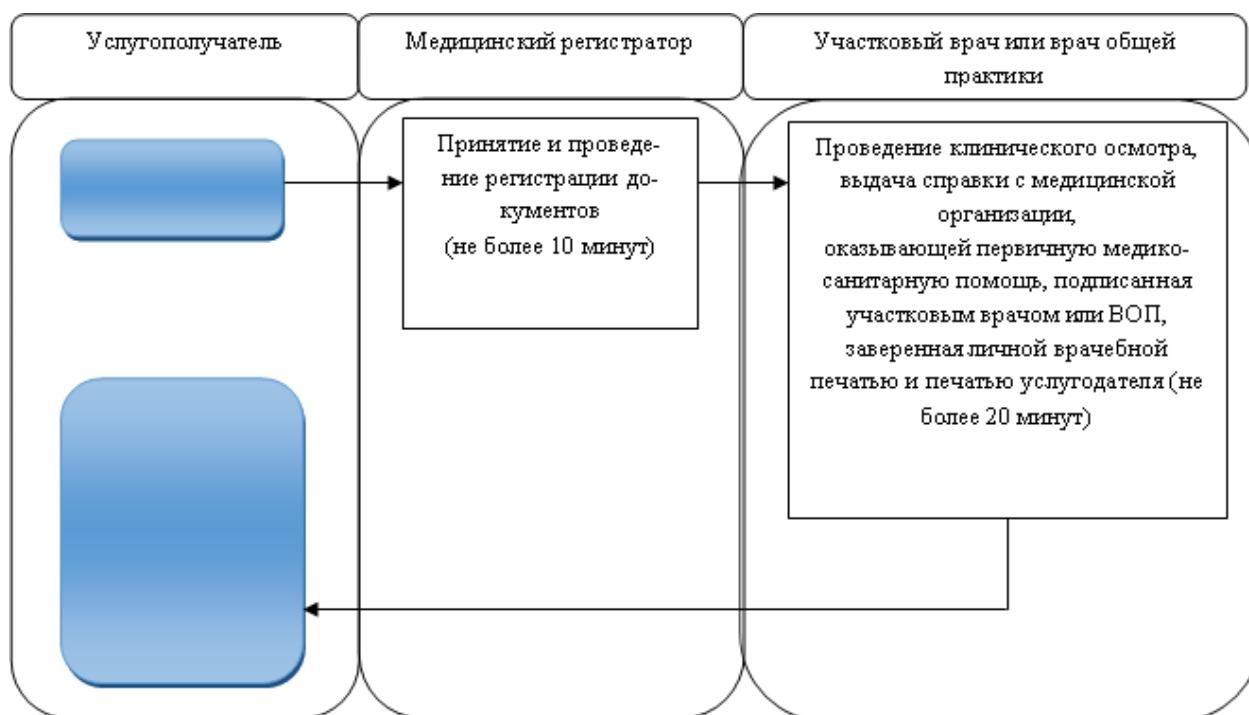 Услугополучатель
Медицинский регистратор
Участковый врач или врач общей
практики
Принятие и проведе-
ние регистрации до-
кументов
(не более 10 минут)
Проведение клинического осмотра,
выдача справки с медицинской
организации,
оказывающей первичную медико-
санитарную помощь, подписанная
участковым врачом или ВОП,
заверенная личной врачебной
печатью и печатью услугодателя (не
более 20 минут)